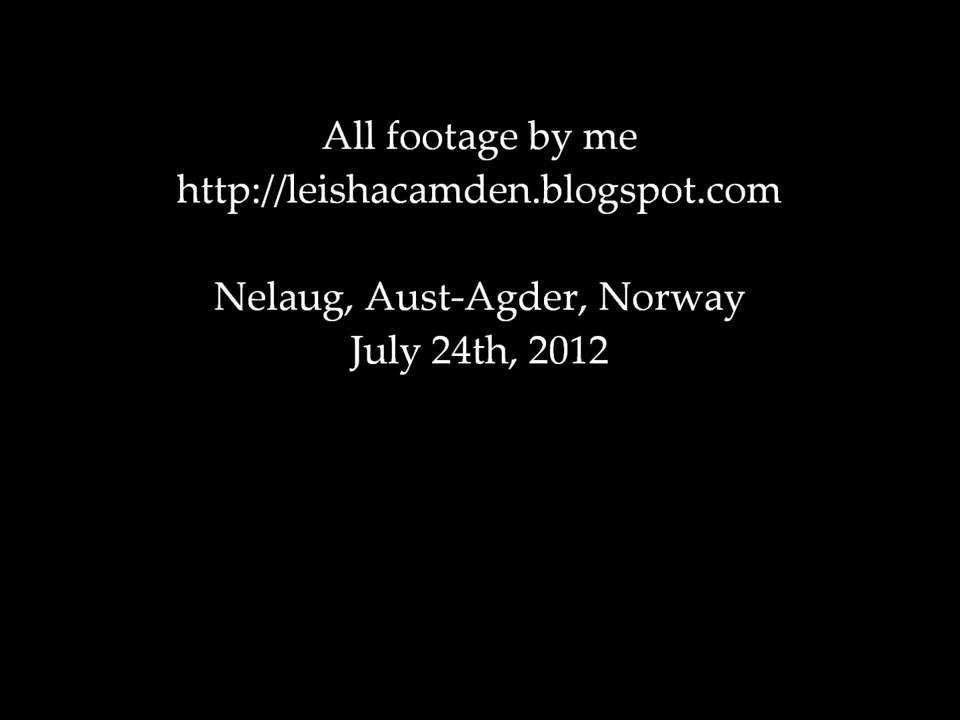 All footage by me
http://leishacamden.blogspot.com
Nelaug, Aust-Agder, Norway
July 24th, 2012